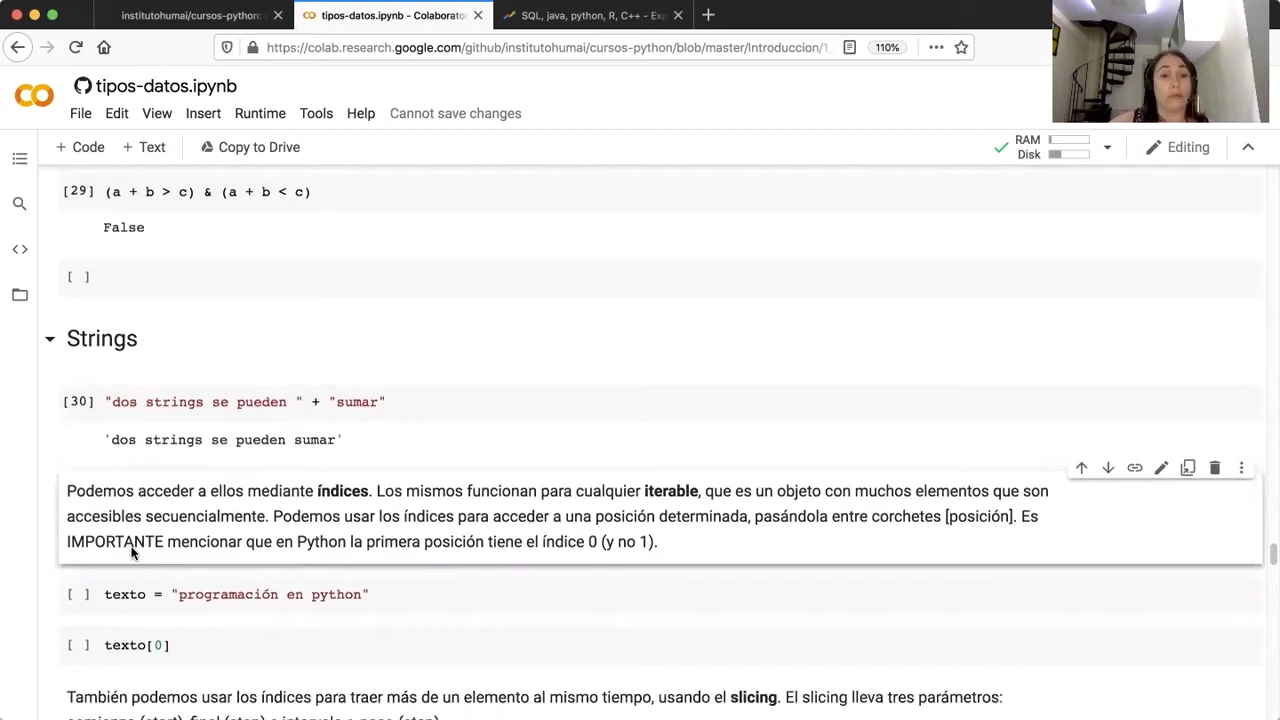 institutohumai/cursos-python:
tipos-datos.ipynb - Colaborator
SQL, java, python, R, C++ - Exp
https://colab.research.google.com/github/institutohumai/cursos-python/blob/master/Introduccion/1_
110%
tipos-datos.ipynb
File Edit View Insert Runtime Tools Help Cannot save changes
+ Code + Text Copy to Drive
RAM
Disk
Editing
[29] (a + b > c) & (a + b < c)
False
[ ]
Strings
[30] "dos strings se pueden " + "sumar"
'dos strings se pueden sumar'
Podemos acceder a ellos mediante índices. Los mismos funcionan para cualquier iterable, que es un objeto con muchos elementos que son
accesibles secuencialmente. Podemos usar los índices para acceder a una posición determinada, pasándola entre corchetes [posición]. Es
IMPORTANTE mencionar que en Python la primera posición tiene el índice 0 (y no 1).
[ ] texto = "programación en python"
[ ] texto[0]
También podemos usar los índices para traer más de un elemento al mismo tiempo, usando el slicing. El slicing lleva tres parámetros: